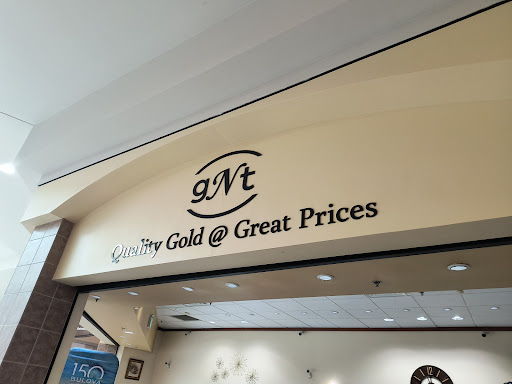 gNt
Quality Gold @ Great Prices
150
BULOVA